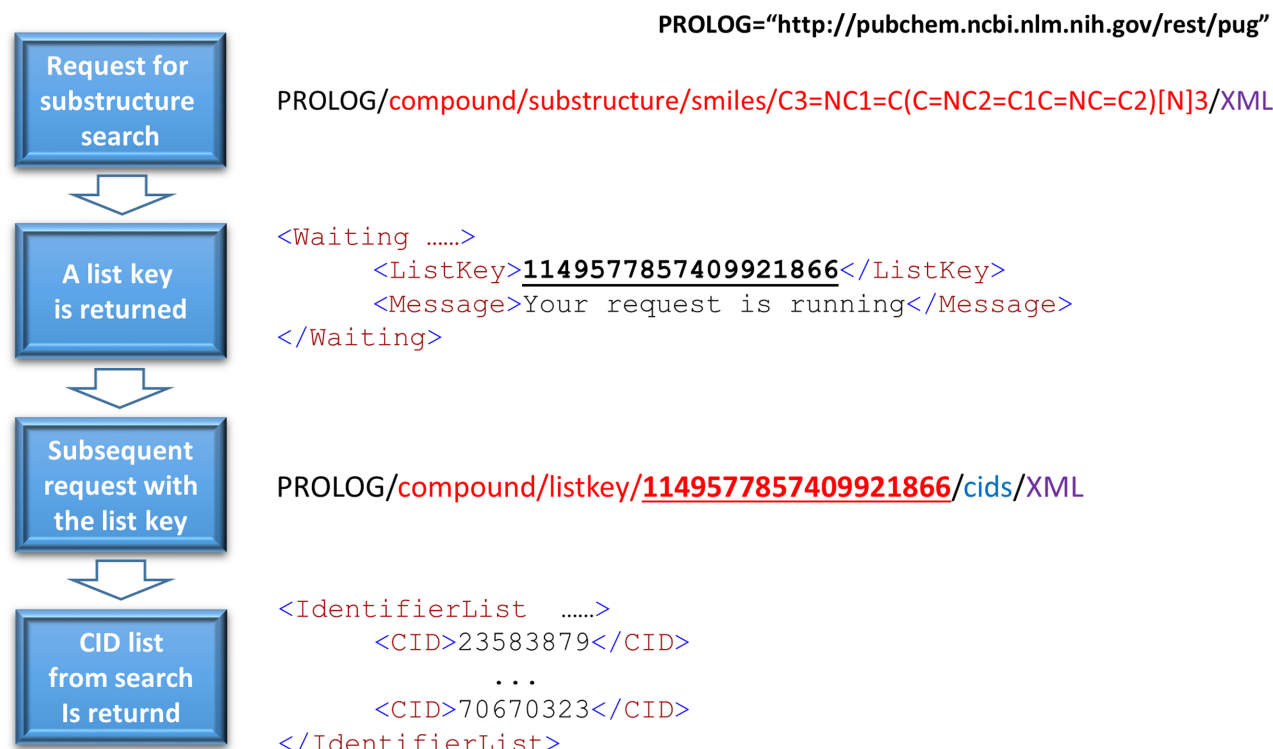 PROLOG=“http://pubchem.ncbi.nlm.nih.gov/rest/pug”
Request for
substructure
search
PROLOG/compound/substructure/smiles/C3=NC1=C(C=NC2=C1C=NC=C2)[N]3/XML
A list key
is returned
<Waiting ……>
<ListKey>1149577857409921866</ListKey>
<Message>Your request is running</Message>
</Waiting>
Subsequent
request with
the list key
PROLOG/compound/listkey/1149577857409921866/cids/XML
CID list
from search
Is returnd
<IdentifierList ……>
<CID>23583879</CID>
...
<CID>70670323</CID>
</IdentifierList>